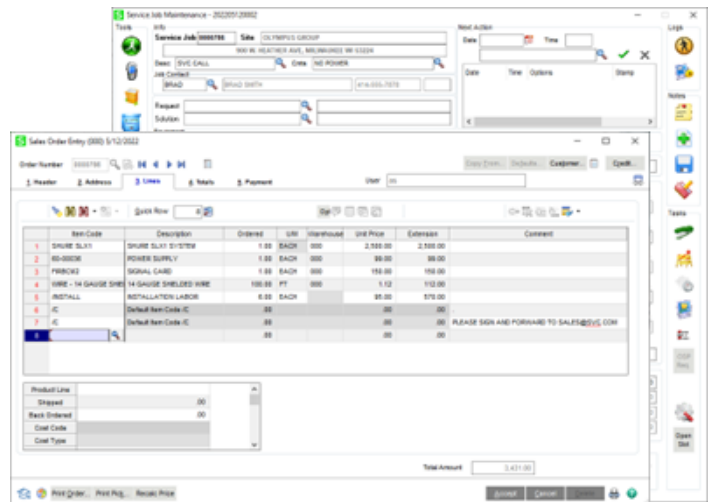 Service Job Maintenance - 202205120002
Tools
Info
Service Job 0000788 Site OLYMPUS GROUP
900 W. HEATHER AVE, MILWAUKEE WI 53224
Desc SVC CALL Cmts NO POWER
Job Contact
BRAD BRAD SMITH
Request
Solution
Next Action
Date Time
Date Time Options Stamp
Logs
Notes
Tasks
Open Slot
Sales Order Entry (000) 5/12/2022
Order Number 0000788
Copy From... Defaults... Customer... Credit...
1. Header 2. Address 3. Lines 4. Totals 5. Payment User
Quick Row 8
Item Code Description Ordered U/M Warehouse Unit Price Extension Comment
1 SHURE SLX1 SHURE SLX1 SYSTEM 1.00 EACH 000 2,500.00 2,500.00
2 POWER SUPPLY 1.00 EACH 000 99.00 99.00
3 SIGNAL CARD 1.00 EACH 000 150.00 150.00
4 WIRE - 14 GAUGE SHIE 14 GAUGE SHIELDED WIRE 100.00 FT 000 1.12 112.00
5 /INSTALL INSTALLATION LABOR 6.00 EACH 95.00 570.00
6 /C Default Item Code /C .00 .00 .00 .
7 /C Default Item Code /C .00 .00 .00 PLEASE SIGN AND FORWARD TO SALES@SVC.COM
8 .00 .00 .00
Product Line
Shipped .00
Back Ordered .00
Cost Code
Cost Type
Total Amount 3,431.00
Print Order... Print Pick... Recalc Price
Accept Cancel Delete